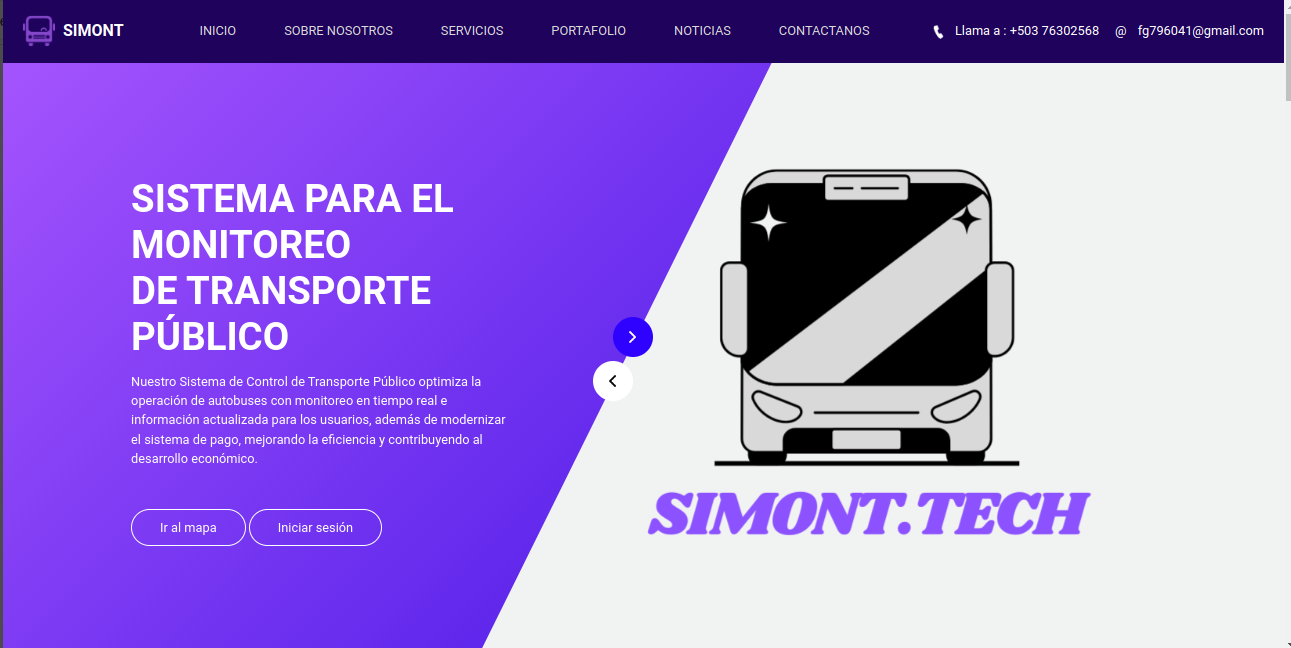 SIMONT
INICIO
SOBRE NOSOTROS
SERVICIOS
PORTAFOLIO
NOTICIAS
CONTACTANOS
Llama a : +503 76302568
@ fg796041@gmail.com
SISTEMA PARA EL
MONITOREO
DE TRANSPORTE
PÚBLICO
Nuestro Sistema de Control de Transporte Público optimiza la
operación de autobuses con monitoreo en tiempo real e
información actualizada para los usuarios, además de modernizar
el sistema de pago, mejorando la eficiencia y contribuyendo al
desarrollo económico.
Ir al mapa
Iniciar sesión
SIMONT.TECH